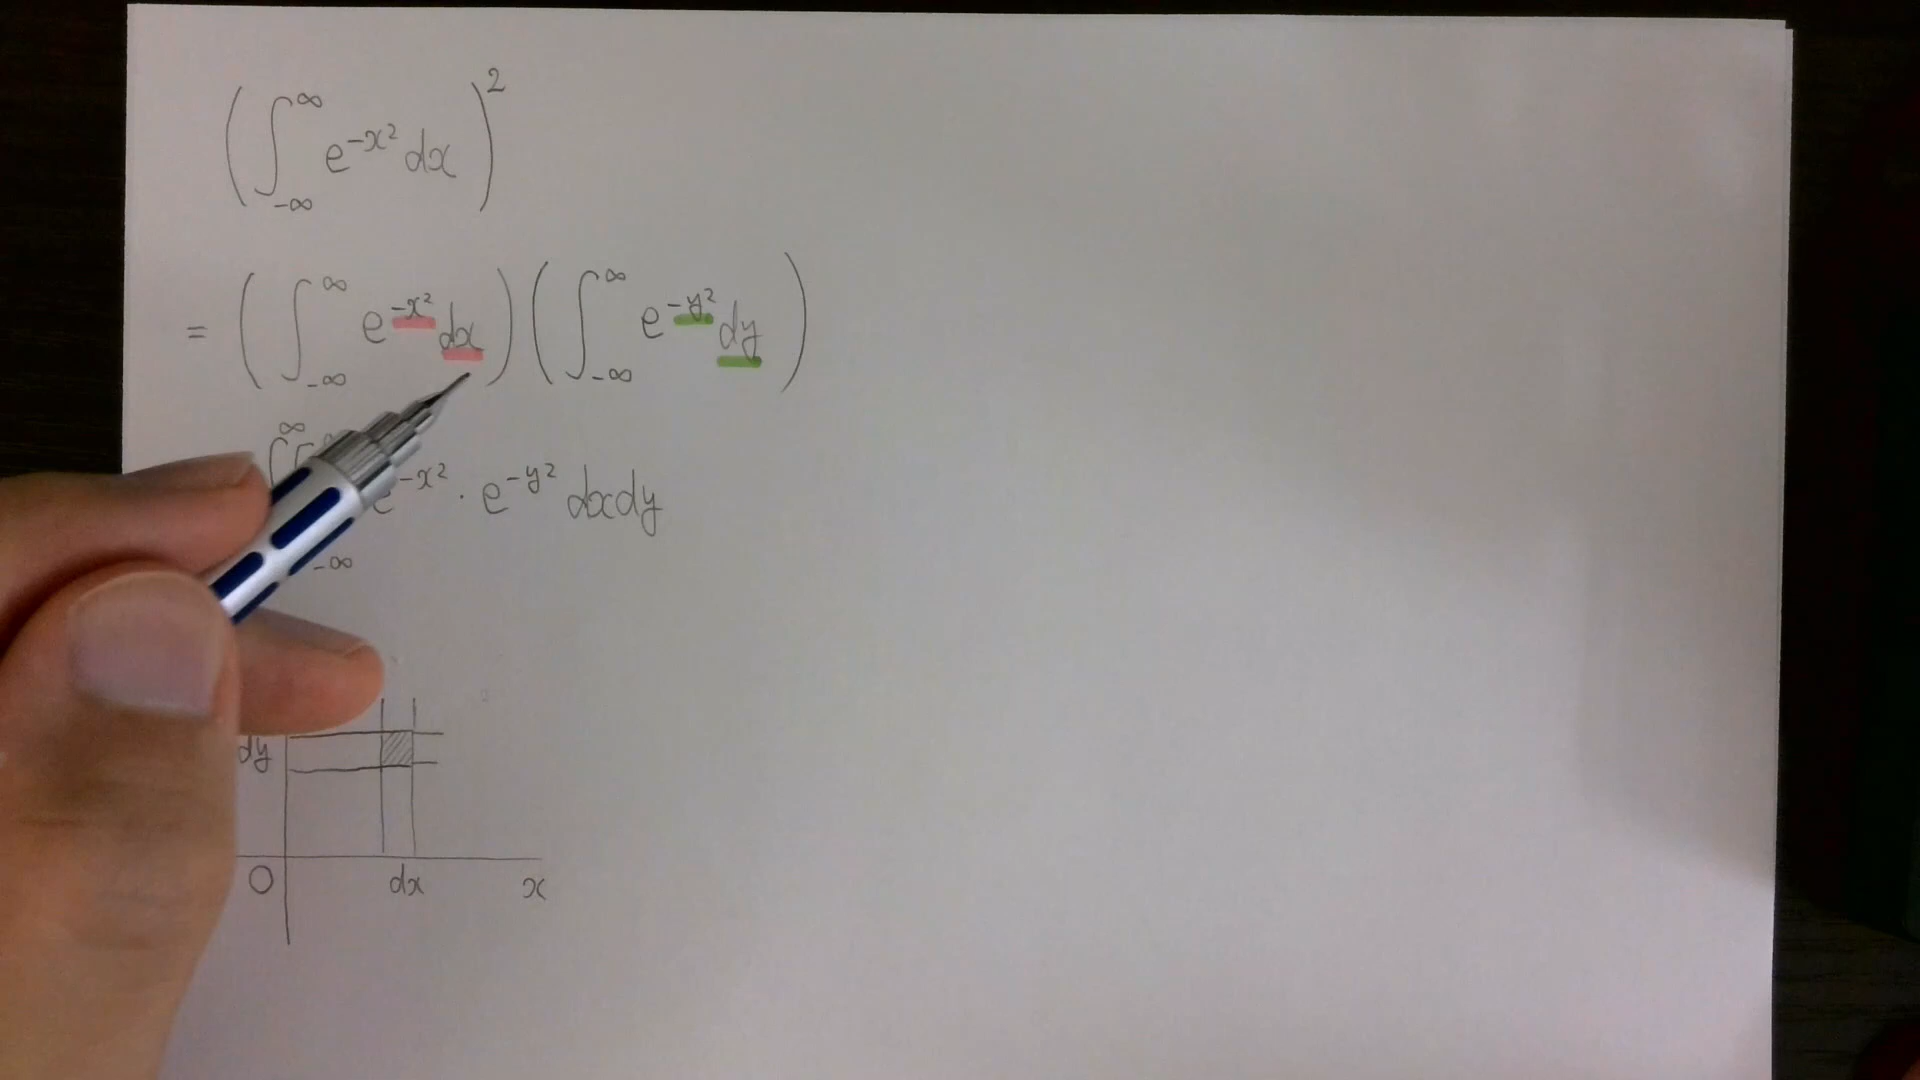 (∫_{-∞}^{∞} e^{-x²} dx)²
= (∫_{-∞}^{∞} e^{-x²} dx)(∫_{-∞}^{∞} e^{-y²} dy)
∫^{∞} ∫_{-∞} e^{-x²} · e^{-y²} dxdy
dy
O dx x